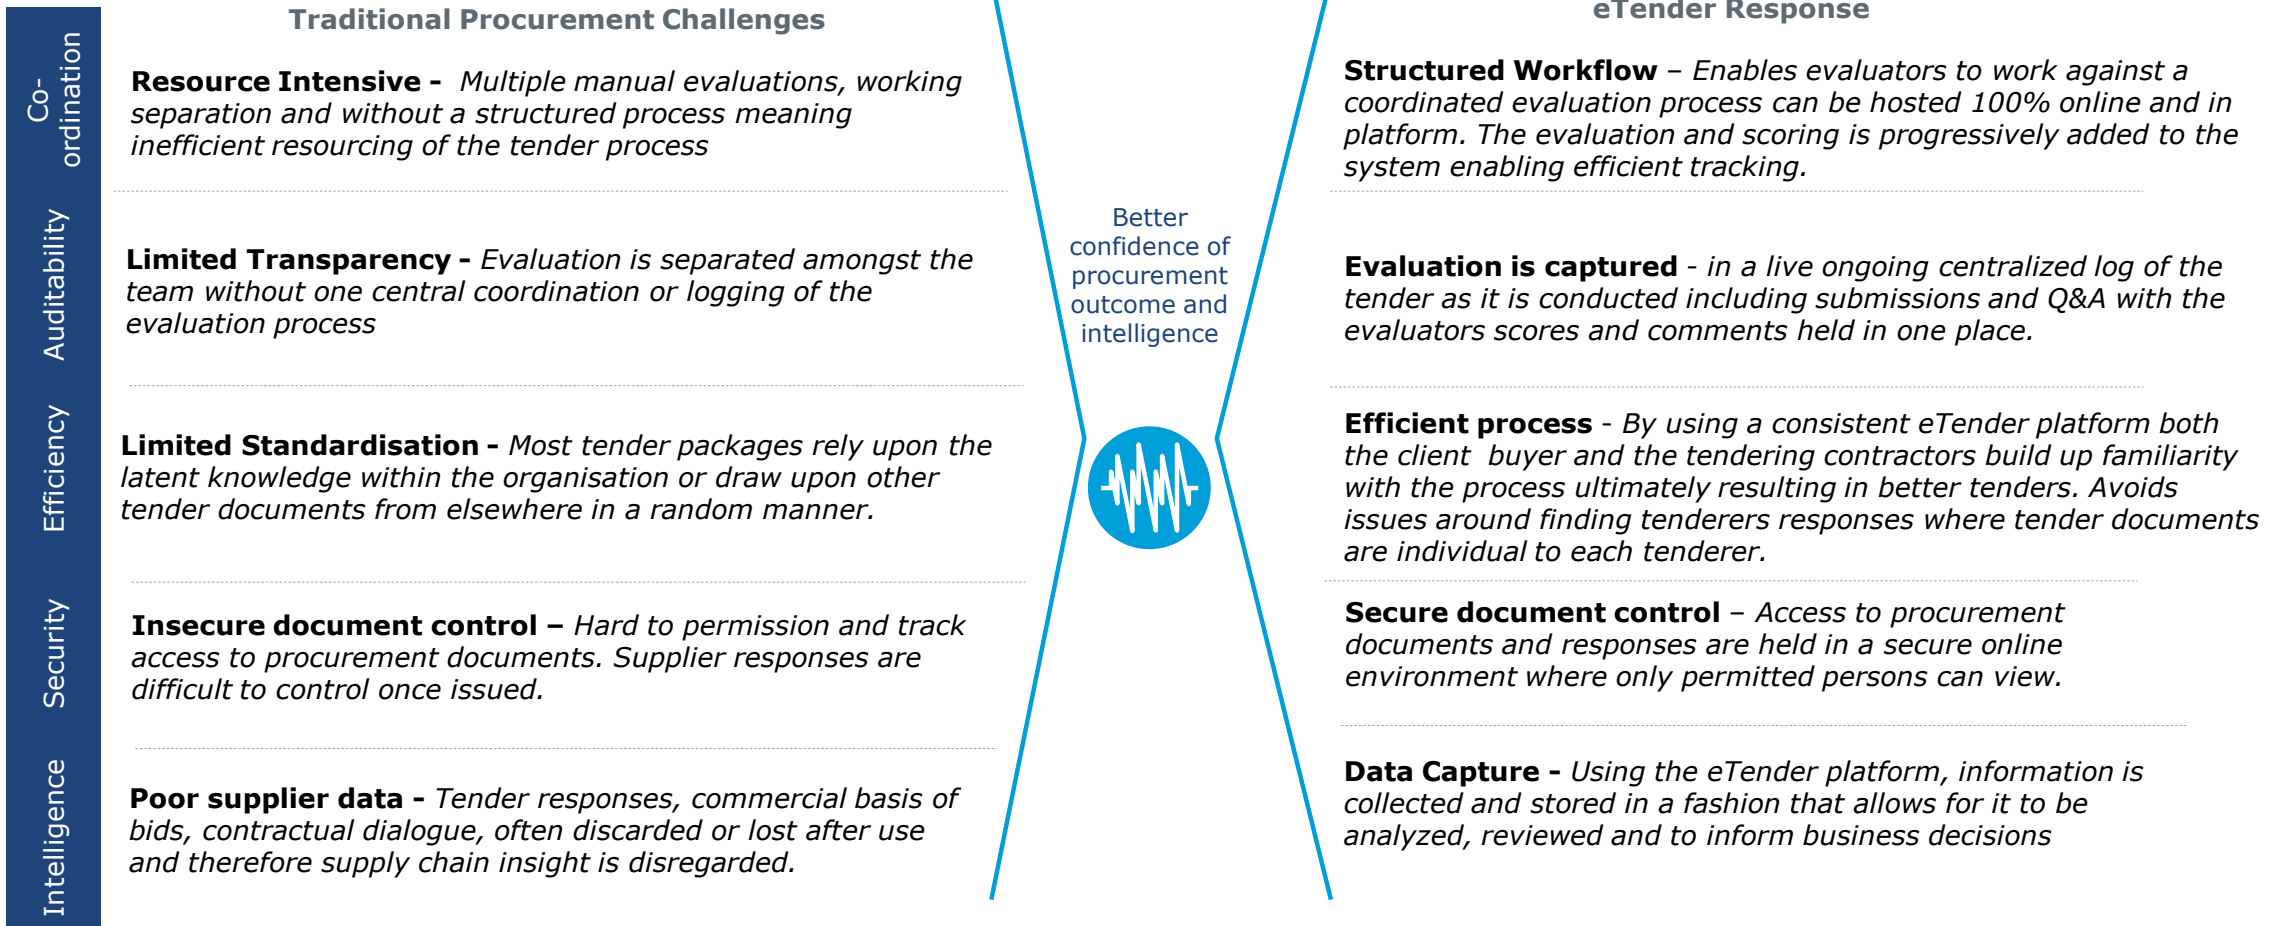 Traditional Procurement Challenges
eTender Response
Co-
ordination
Resource Intensive - Multiple manual evaluations, working
separation and without a structured process meaning
inefficient resourcing of the tender process
Structured Workflow – Enables evaluators to work against a
coordinated evaluation process can be hosted 100% online and in
platform. The evaluation and scoring is progressively added to the
system enabling efficient tracking.
Better
confidence of
procurement
outcome and
intelligence
Auditability
Limited Transparency - Evaluation is separated amongst the
team without one central coordination or logging of the
evaluation process
Evaluation is captured - in a live ongoing centralized log of the
tender as it is conducted including submissions and Q&A with the
evaluators scores and comments held in one place.
Efficiency
Limited Standardisation - Most tender packages rely upon the
latent knowledge within the organisation or draw upon other
tender documents from elsewhere in a random manner.
Efficient process - By using a consistent eTender platform both
the client  buyer and the tendering contractors build up familiarity
with the process ultimately resulting in better tenders. Avoids
issues around finding tenderers responses where tender documents
are individual to each tenderer.
Security
Insecure document control – Hard to permission and track
access to procurement documents. Supplier responses are
difficult to control once issued.
Secure document control – Access to procurement
documents and responses are held in a secure online
environment where only permitted persons can view.
Intelligence
Poor supplier data - Tender responses, commercial basis of
bids, contractual dialogue, often discarded or lost after use
and therefore supply chain insight is disregarded.
Data Capture - Using the eTender platform, information is
collected and stored in a fashion that allows for it to be
analyzed, reviewed and to inform business decisions